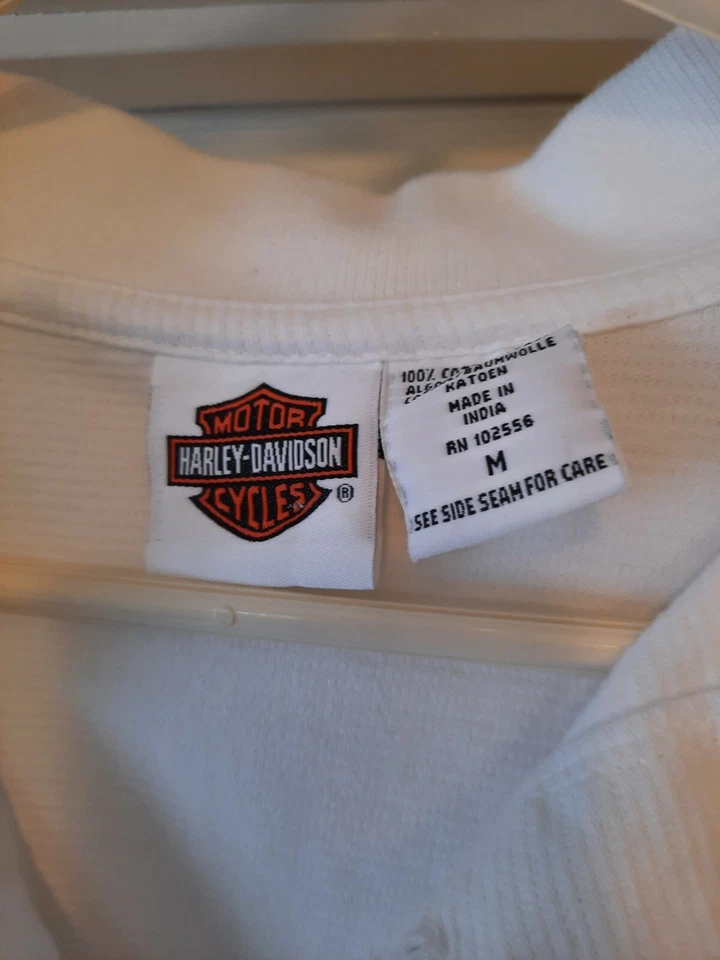 MOTOR
HARLEY-DAVIDSON
CYCLES
®
100% BAUMWOLLE
KATOEN
MADE IN
INDIA
RN 102556
M
SEE SIDE SEAM FOR CARE